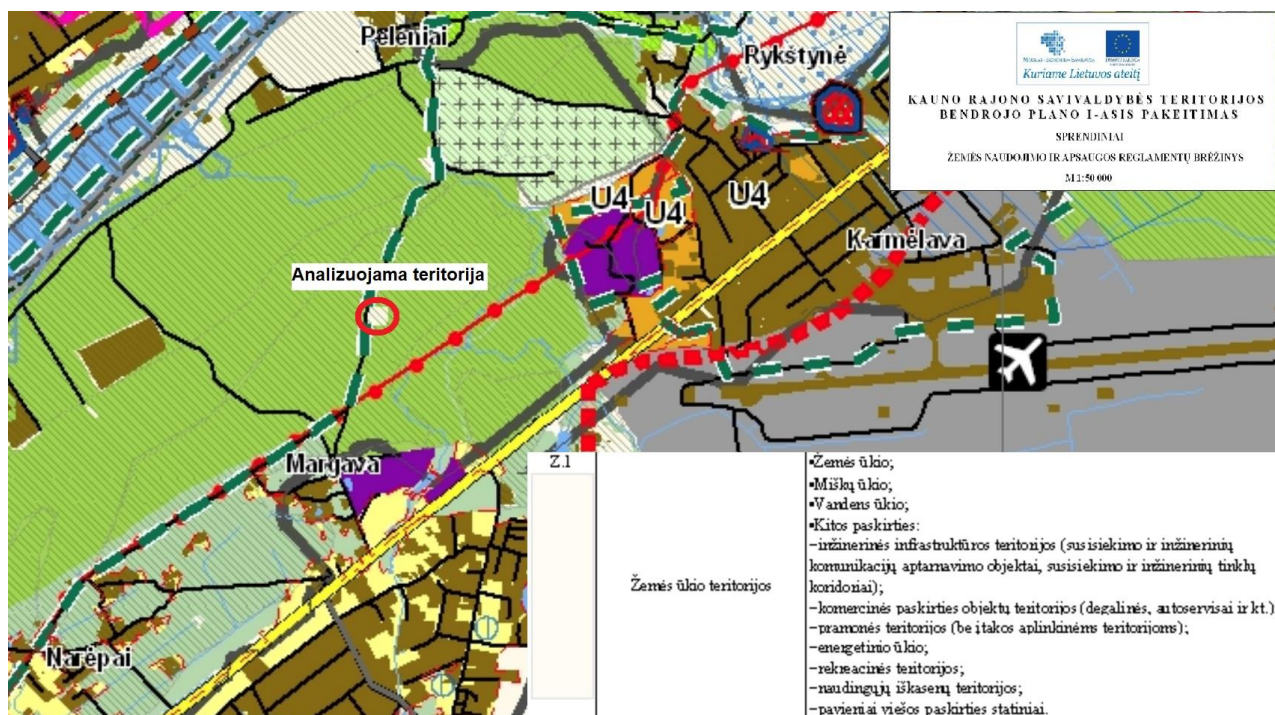 Peleniai
Rykštynė
Kuriame Lietuvos ateitį
KAUNO RAJONO SAVIVALDYBĖS TERITORIJOS
BENDROJO PLANO I-ASIS PAKEITIMAS
SPRENDINIAI
ŽEMĖS NAUDOJIMO IR APSAUGOS REGLAMENTŲ BRĖŽINYS
M 1:50 000
U4
U4
U4
Karmėlava
Analizuojama teritorija
Margava
Narėpai
Z.1
Žemės ūkio teritorijos
▪Žemės ūkio;
▪Miškų ūkio;
▪Vandens ūkio;
▪Kitos paskirties:
–inžinerinės infrastruktūros teritorijos (susisiekimo ir inžinerinių
komunikacijų aptarnavimo objektai, susisiekimo ir inžinerinių tinklų
koridoriai);
–komercinės paskirties objektų teritorijos (degalinės, autoservisai ir kt.)
–pramonės teritorijos (be įtakos aplinkinėms teritorijoms);
–energetinio ūkio;
–rekreacinės teritorijos;
–naudingųjų iškasenų teritorijos;
–pavieniai viešos paskirties statiniai.